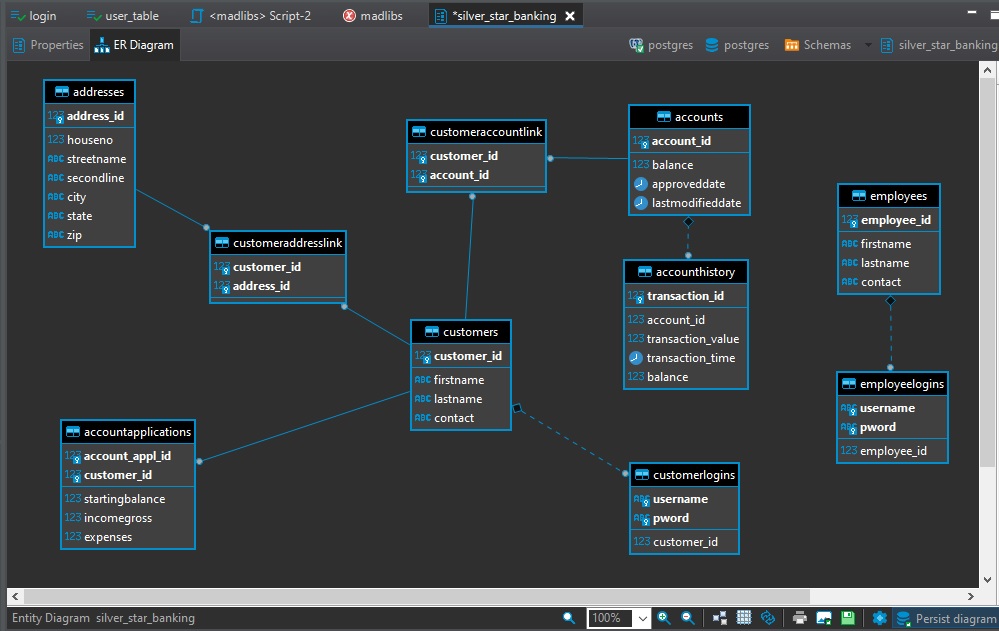 login
user_table
<madlibs> Script-2
madlibs
*silver_star_banking
Properties
ER Diagram
postgres
postgres
Schemas
silver_star_banking
addresses
123 address_id
123 houseno
ABC streetname
ABC secondline
ABC city
ABC state
ABC zip
customeraddresslink
123 customer_id
123 address_id
customeraccountlink
123 customer_id
123 account_id
accounts
123 account_id
123 balance
approveddate
lastmodifieddate
accounthistory
123 transaction_id
123 account_id
123 transaction_value
transaction_time
123 balance
employees
123 employee_id
ABC firstname
ABC lastname
ABC contact
employeelogins
ABC username
ABC pword
123 employee_id
customers
123 customer_id
ABC firstname
ABC lastname
ABC contact
accountapplications
123 account_appl_id
123 customer_id
123 startingbalance
123 incomegross
123 expenses
customerlogins
ABC username
ABC pword
123 customer_id
Entity Diagram silver_star_banking
100%
Persist diagram